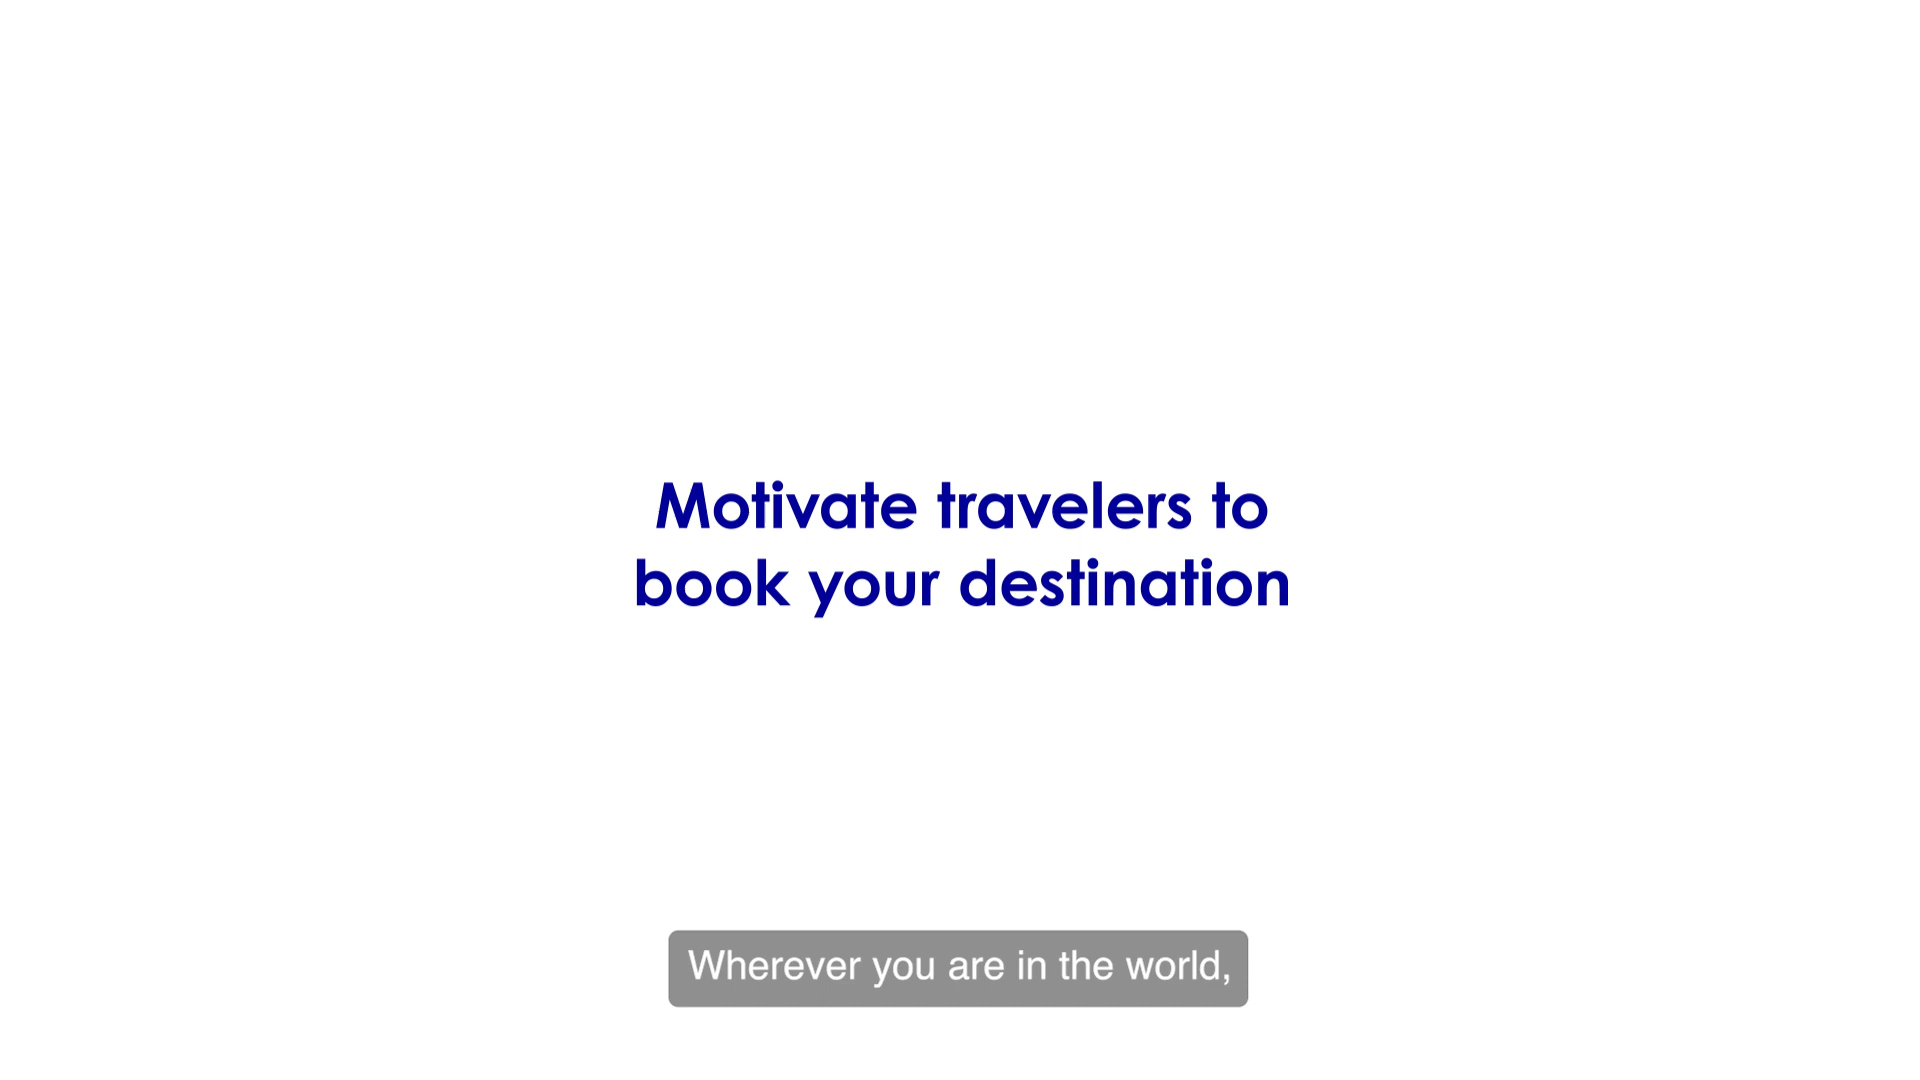 Motivate travelers to
book your destination
Wherever you are in the world,